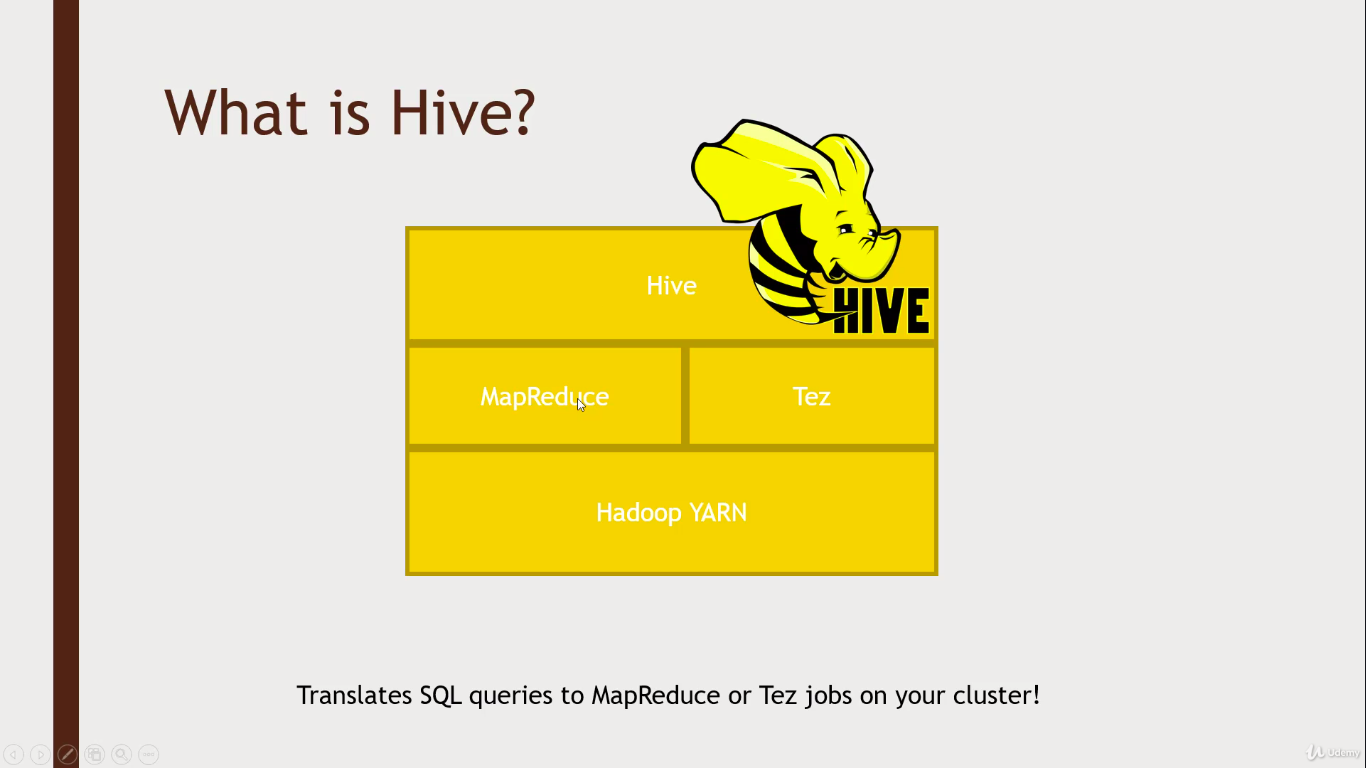 What is Hive?
Hive
HIVE
MapReduce
Tez
Hadoop YARN
Translates SQL queries to MapReduce or Tez jobs on your cluster!
Udemy